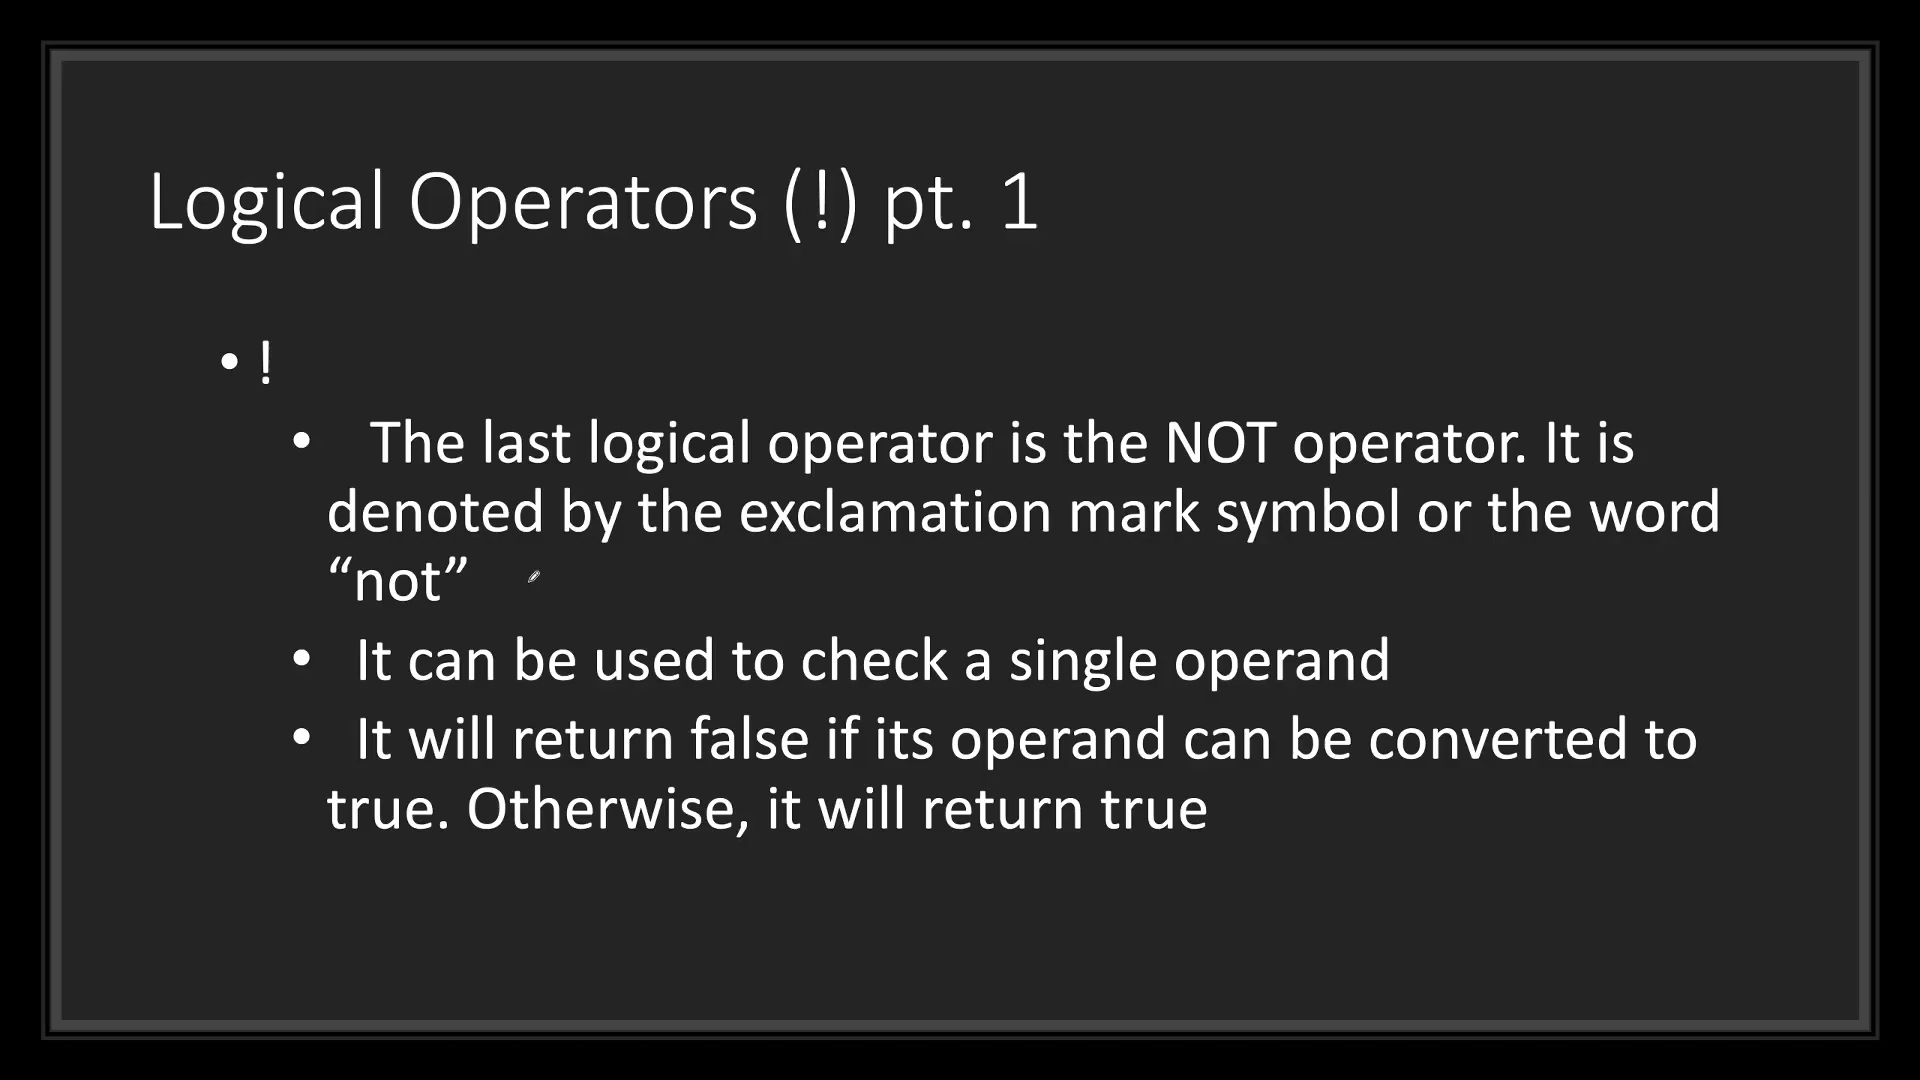 Logical Operators (!) pt. 1
• !
• The last logical operator is the NOT operator. It is
denoted by the exclamation mark symbol or the word
“not”
• It can be used to check a single operand
• It will return false if its operand can be converted to
true. Otherwise, it will return true